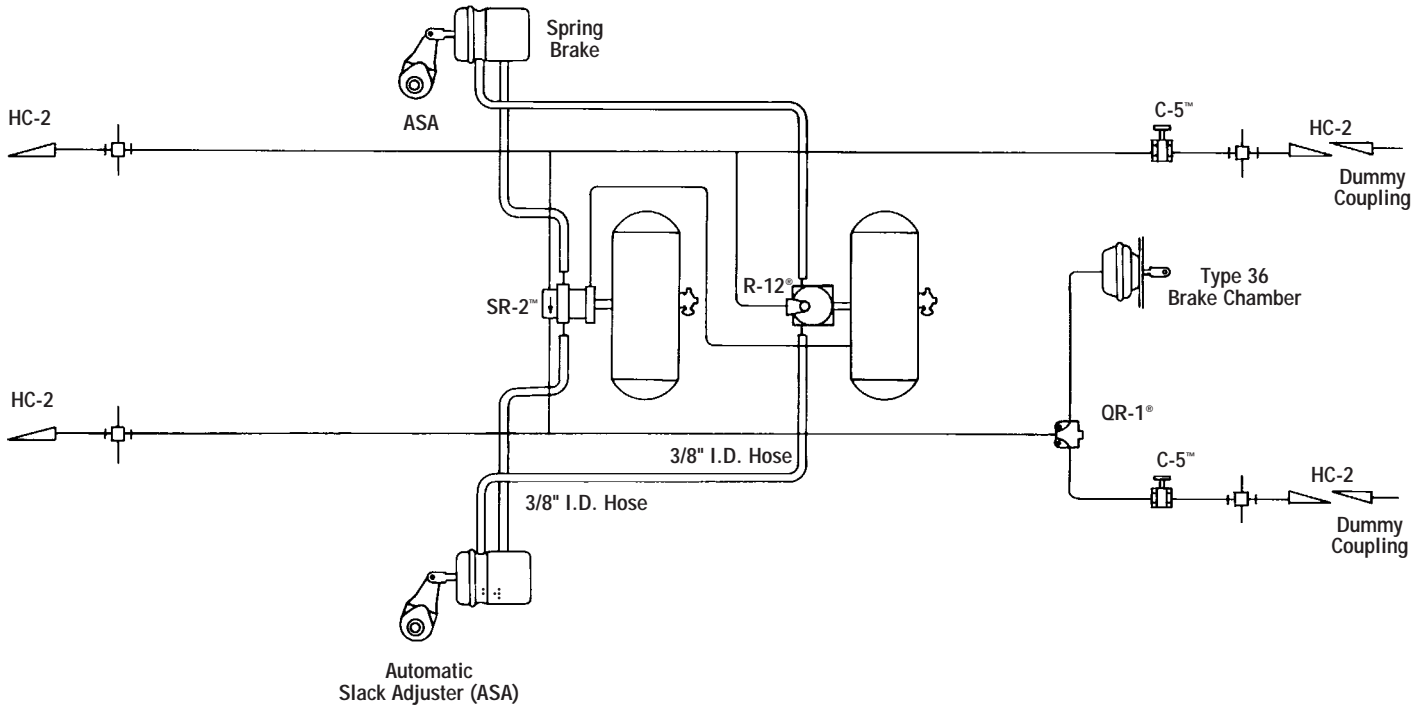 Spring
Brake
HC-2
ASA
C-5™
HC-2
Dummy
Coupling
SR-2™
R-12®
Type 36
Brake Chamber
HC-2
QR-1®
3/8" I.D. Hose
C-5™
HC-2
3/8" I.D. Hose
Dummy
Coupling
Automatic
Slack Adjuster (ASA)